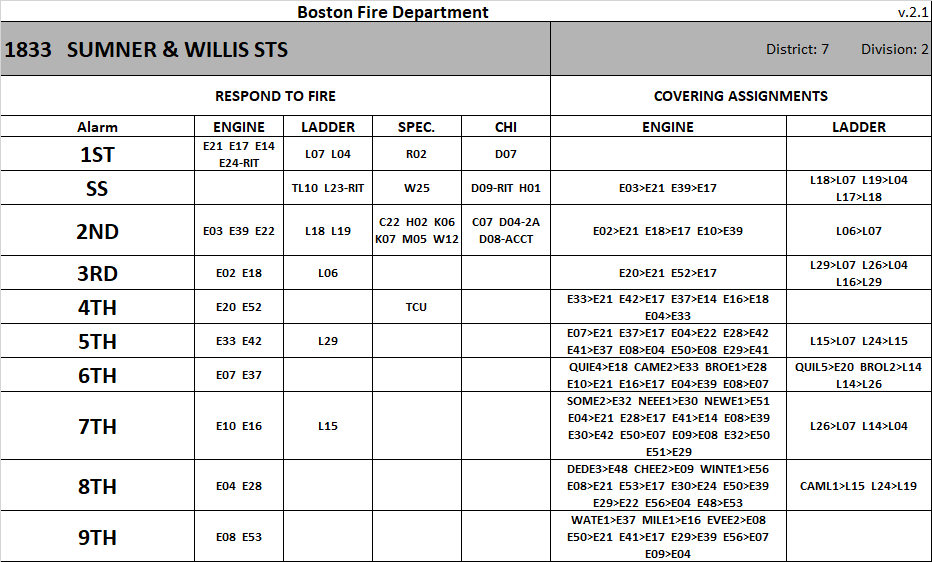 Boston Fire Department v.2.1
1833 SUMNER & WILLIS STS District: 7 Division: 2
RESPOND TO FIRE COVERING ASSIGNMENTS
Alarm ENGINE LADDER SPEC. CHI ENGINE LADDER
1ST
E21 E17 E14
E24-RIT
L07 L04
R02
D07
SS
TL10 L23-RIT
W25
D09-RIT H01
E03>E21 E39>E17
L18>L07 L19>L04
L17>L18
2ND
E03 E39 E22
L18 L19
C22 H02 K06
K07 M05 W12
C07 D04-2A
D08-ACCT
E02>E21 E18>E17 E10>E39
L06>L07
3RD
E02 E18
L06
E20>E21 E52>E17
L29>L07 L26>L04
L16>L29
4TH
E20 E52
TCU
E33>E21 E42>E17 E37>E14 E16>E18
E04>E33
5TH
E33 E42
L29
E07>E21 E37>E17 E04>E22 E28>E42
E41>E37 E08>E04 E50>E08 E29>E41
L15>L07 L24>L15
6TH
E07 E37
QUIE4>E18 CAME2>E33 BROE1>E28
E10>E21 E16>E17 E04>E39 E08>E07
QUIL5>E20 BROL2>L14
L14>L26
7TH
E10 E16
L15
SOME2>E32 NEEE1>E30 NEWE1>E51
E04>E21 E28>E17 E41>E14 E08>E39
E30>E42 E50>E07 E09>E08 E32>E50
E51>E29
L26>L07 L14>L04
8TH
E04 E28
DEDE3>E48 CHEE2>E09 WINTE1>E56
E08>E21 E53>E17 E30>E24 E50>E39
E29>E22 E56>E04 E48>E53
CAML1>L15 L24>L19
9TH
E08 E53
WATE1>E37 MILE1>E16 EVEE2>E08
E50>E21 E41>E17 E29>E39 E56>E07
E09>E04